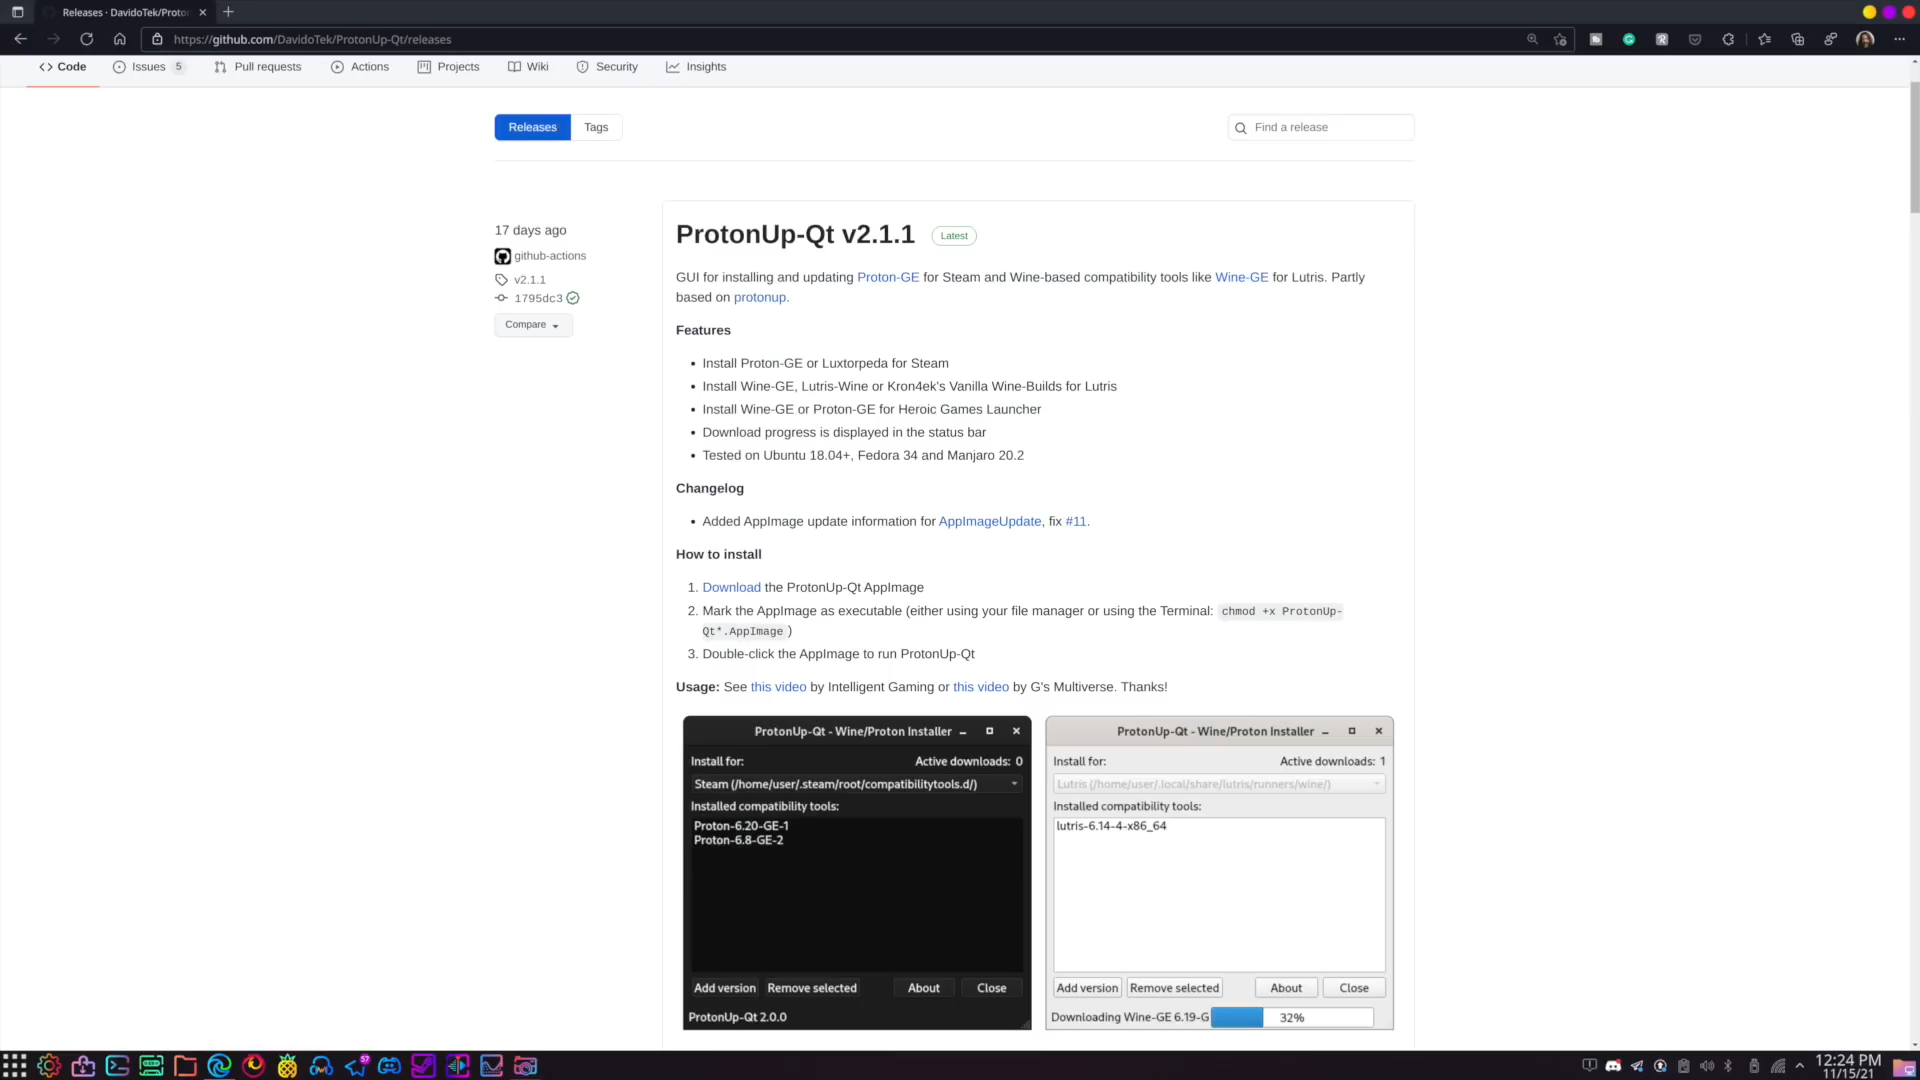 Releases · DavidoTek/Proto
https://github.com/DavidoTek/ProtonUp-Qt/releases
Code Issues 5 Pull requests Actions Projects Wiki Security Insights
Releases Tags Find a release
17 days ago
github-actions
v2.1.1
1795dc3
Compare
ProtonUp-Qt v2.1.1 Latest
GUI for installing and updating Proton-GE for Steam and Wine-based compatibility tools like Wine-GE for Lutris. Partly
based on protonup.
Features
• Install Proton-GE or Luxtorpeda for Steam
• Install Wine-GE, Lutris-Wine or Kron4ek's Vanilla Wine-Builds for Lutris
• Install Wine-GE or Proton-GE for Heroic Games Launcher
• Download progress is displayed in the status bar
• Tested on Ubuntu 18.04+, Fedora 34 and Manjaro 20.2
Changelog
• Added AppImage update information for AppImageUpdate, fix #11.
How to install
1. Download the ProtonUp-Qt AppImage
2. Mark the AppImage as executable (either using your file manager or using the Terminal: chmod +x ProtonUp-
Qt*.AppImage )
3. Double-click the AppImage to run ProtonUp-Qt
Usage: See this video by Intelligent Gaming or this video by G's Multiverse. Thanks!
ProtonUp-Qt - Wine/Proton Installer
Install for: Active downloads: 0
Steam (/home/user/.steam/root/compatibilitytools.d/)
Installed compatibility tools:
Proton-6.20-GE-1
Proton-6.8-GE-2
Add version Remove selected About Close
ProtonUp-Qt 2.0.0
ProtonUp-Qt - Wine/Proton Installer
Install for: Active downloads: 1
Lutris (/home/user/.local/share/lutris/runners/wine/)
Installed compatibility tools:
lutris-6.14-4-x86_64
Add version Remove selected About Close
Downloading Wine-GE 6.19-G 32%
57
12:24 PM
11/15/21